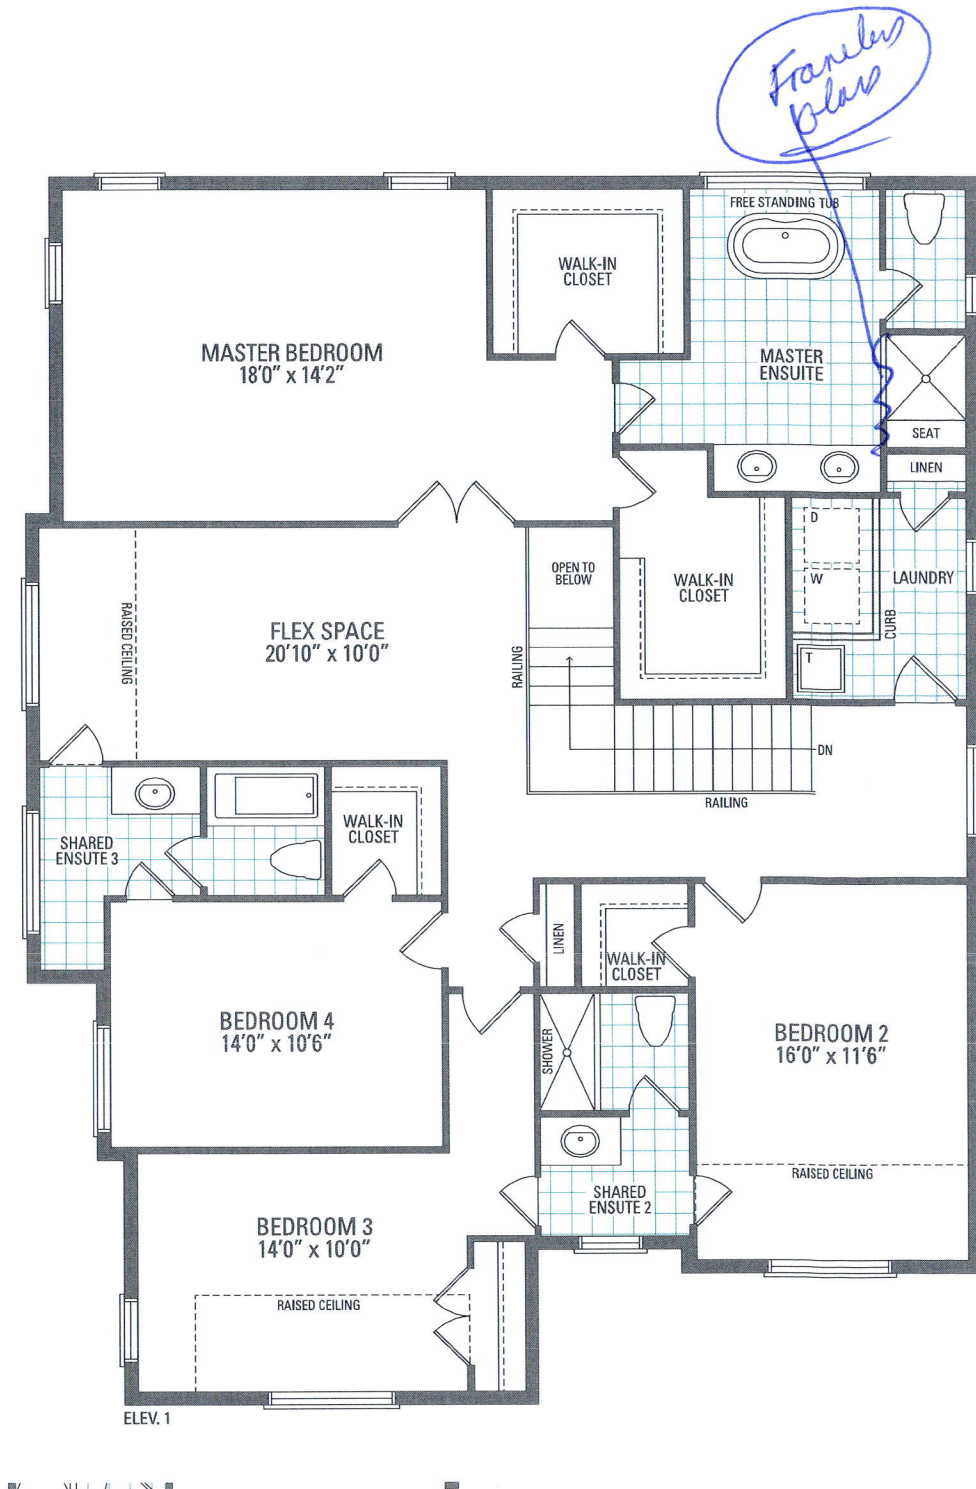 Frameless
glass
FREE STANDING TUB
WALK-IN
CLOSET
MASTER BEDROOM
18'0" x 14'2"
MASTER
ENSUITE
SEAT
LINEN
D
W
LAUNDRY
CURB
T
OPEN TO
BELOW
WALK-IN
CLOSET
FLEX SPACE
20'10" x 10'0"
RAISED CEILING
RAILING
DN
RAILING
SHARED
ENSUTE 3
WALK-IN
CLOSET
LINEN
WALK-IN
CLOSET
BEDROOM 4
14'0" x 10'6"
SHOWER
BEDROOM 2
16'0" x 11'6"
RAISED CEILING
SHARED
ENSUTE 2
BEDROOM 3
14'0" x 10'0"
RAISED CEILING
ELEV. 1